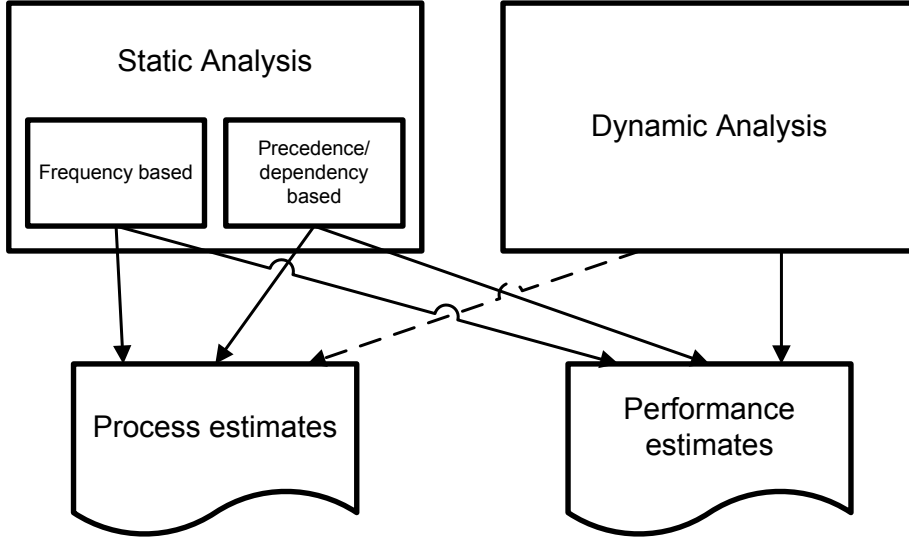 Static Analysis
Frequency based
Precedence/
dependency
based
Dynamic Analysis
Process estimates
Performance
estimates